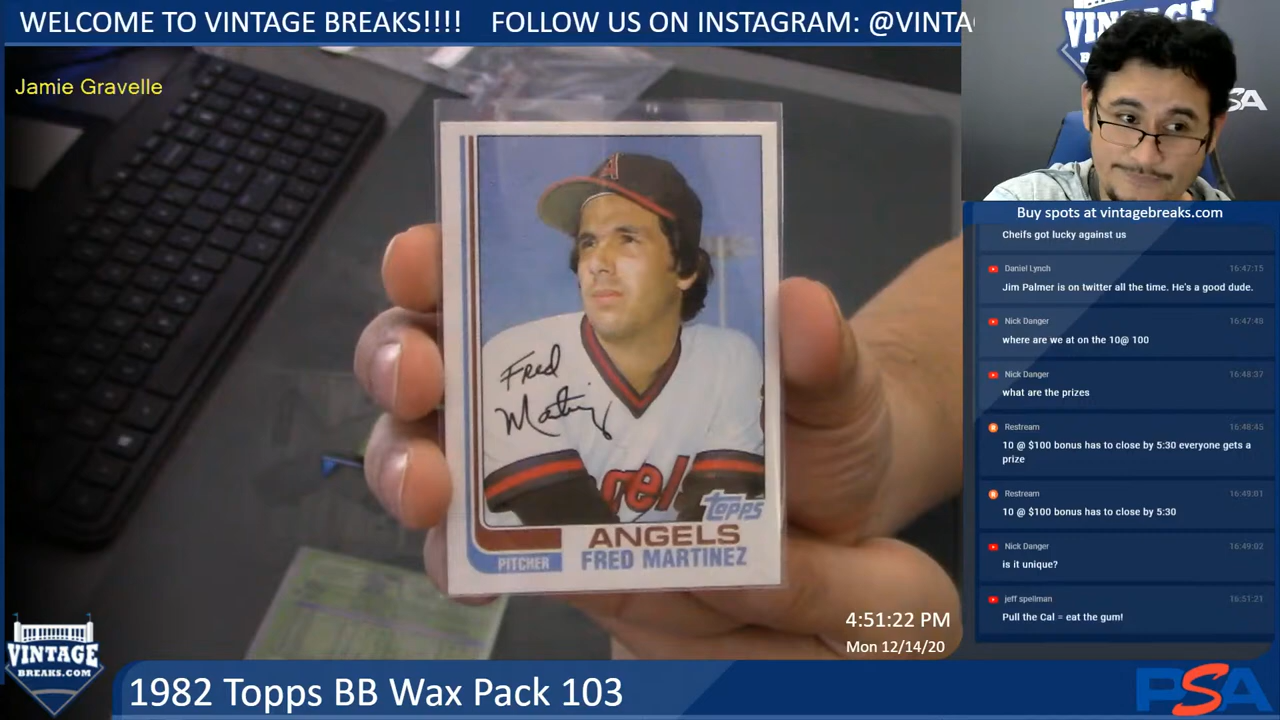 WELCOME TO VINTAGE BREAKS!!!! FOLLOW US ON INSTAGRAM: @VINTA
Jamie Gravelle
A
Fred
Martinez
gel
topps
ANGELS
PITCHER
FRED MARTINEZ
4:51:22 PM
Mon 12/14/20
VINTAGE
BREAKS.COM
1982 Topps BB Wax Pack 103
VIN
SA
Buy spots at vintagebreaks.com
Cheifs got lucky against us
Daniel Lynch 16:47:15
Jim Palmer is on twitter all the time. He's a good dude.
Nick Danger 16:47:48
where are we at on the 10@ 100
Nick Danger 16:48:37
what are the prizes
Restream 16:48:45
10 @ $100 bonus has to close by 5:30 everyone gets a
prize
Restream 16:49:01
10 @ $100 bonus has to close by 5:30
Nick Danger 16:49:02
is it unique?
jeff spellman 16:51:21
Pull the Cal = eat the gum!
PSA